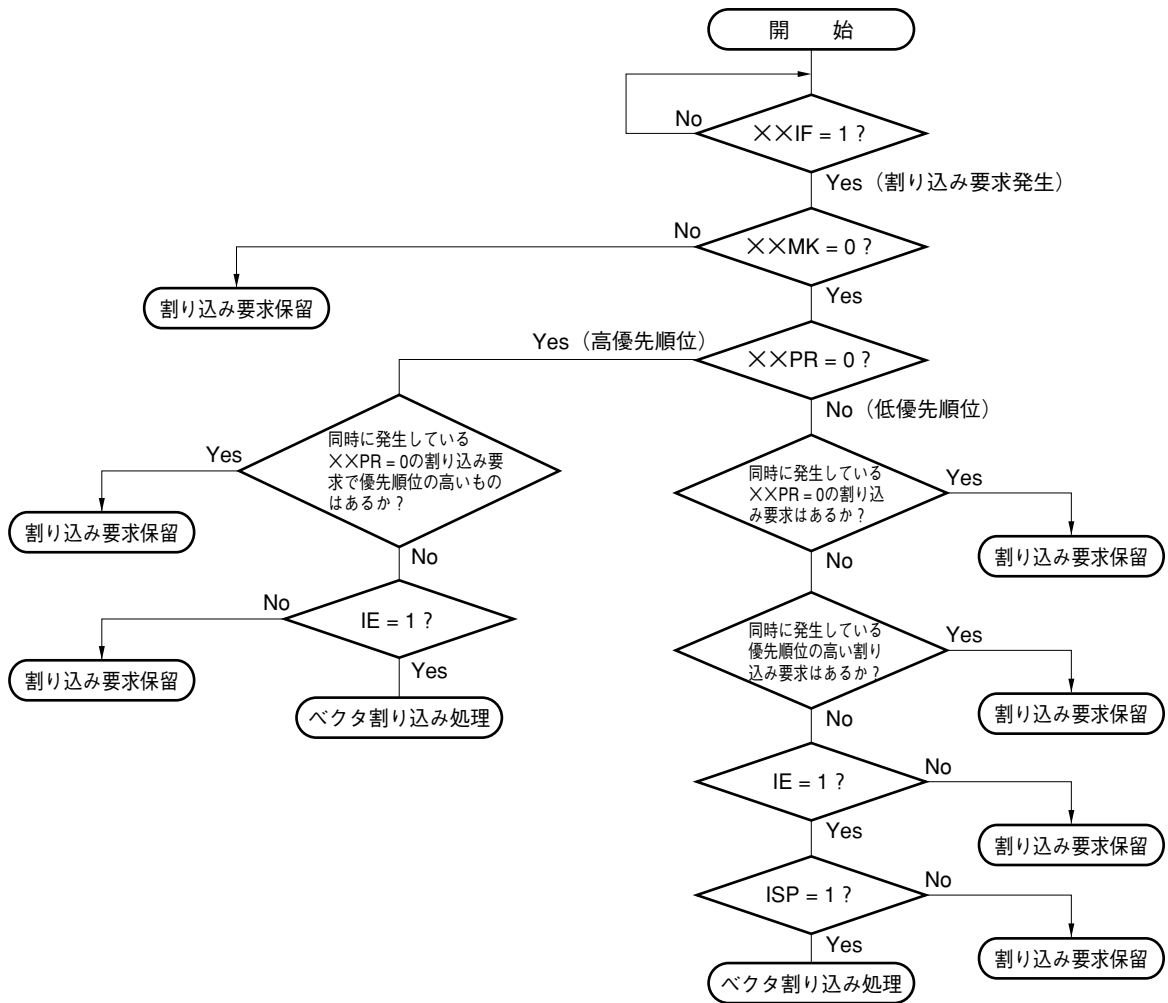 開　始
No
××IF = 1 ?
Yes（割り込み要求発生）
No
××MK = 0 ?
割り込み要求保留
Yes
Yes（高優先順位）
××PR = 0 ?
No（低優先順位）
Yes
同時に発生している
××PR = 0の割り込み要
求で優先順位の高いもの
はあるか？
割り込み要求保留
No
No
IE = 1 ?
割り込み要求保留
Yes
ベクタ割り込み処理
同時に発生している
××PR = 0の割り込
み要求はあるか？
Yes
割り込み要求保留
No
同時に発生している
優先順位の高い割り
込み要求はあるか？
Yes
割り込み要求保留
No
IE = 1 ?
No
割り込み要求保留
Yes
ISP = 1 ?
No
割り込み要求保留
Yes
ベクタ割り込み処理